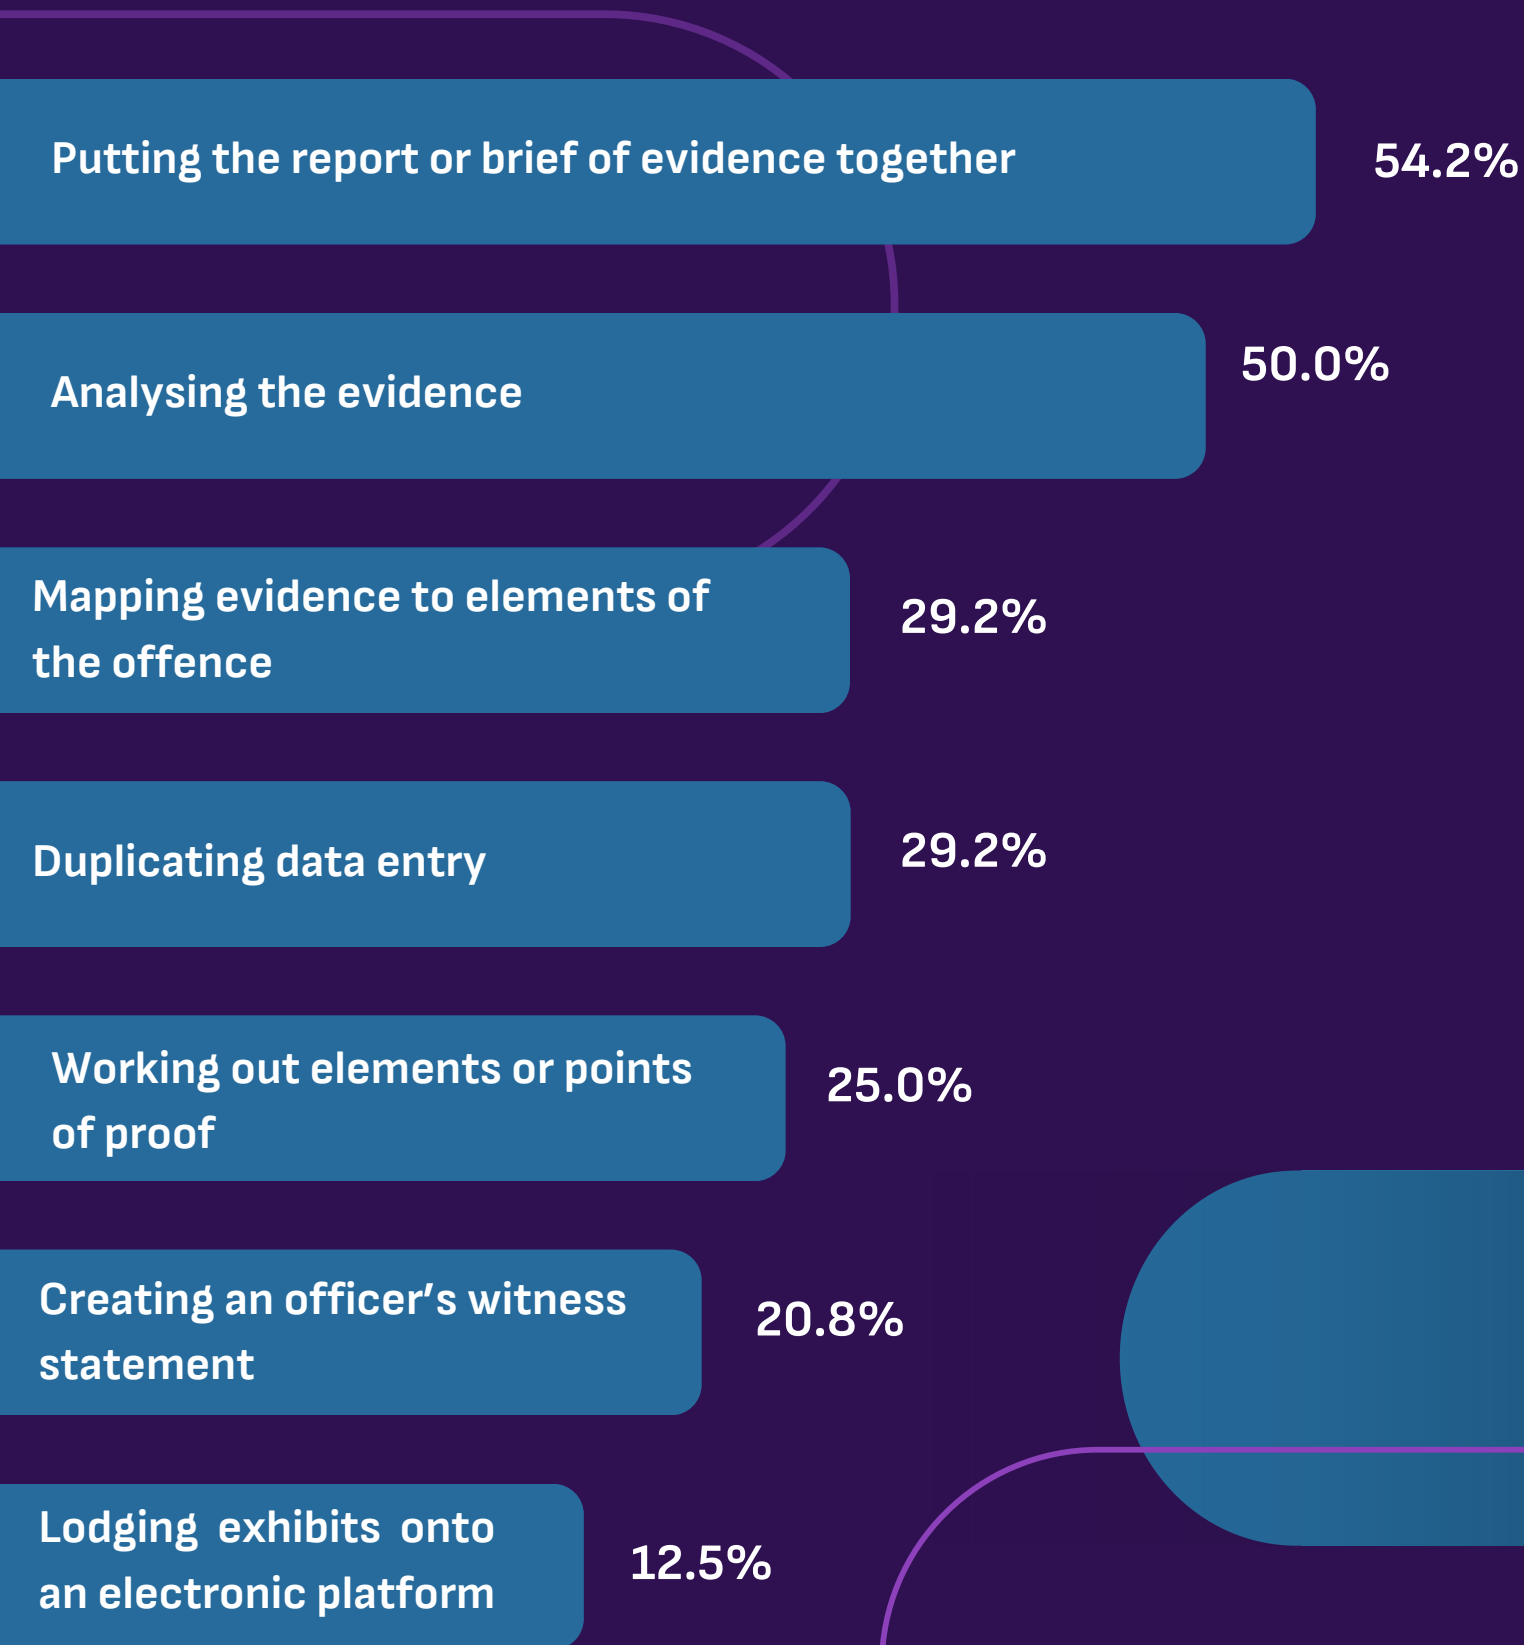 Putting the report or brief of evidence together
54.2%
Analysing the evidence
50.0%
Mapping evidence to elements of
the offence
29.2%
Duplicating data entry
29.2%
Working out elements or points
of proof
25.0%
Creating an officer’s witness
statement
20.8%
Lodging exhibits onto
an electronic platform
12.5%